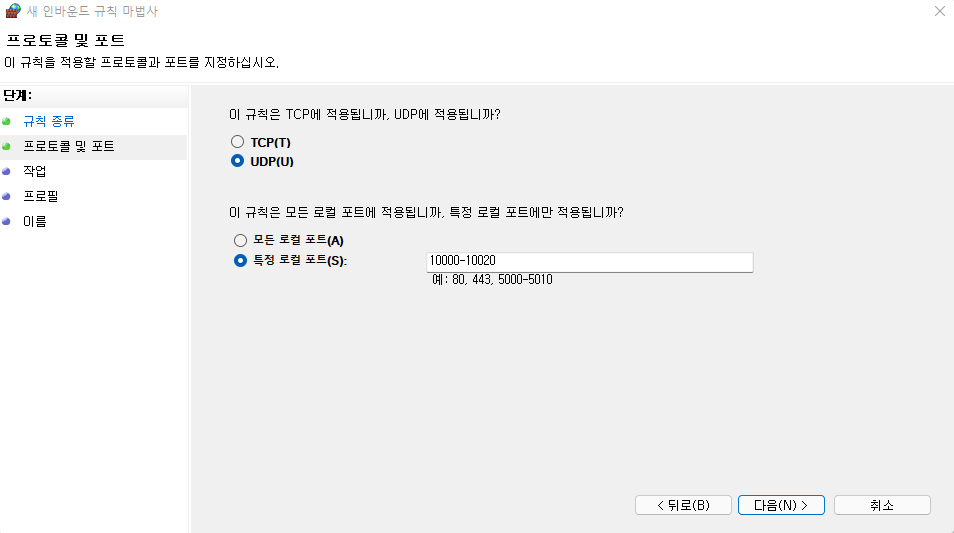 새 인바운드 규칙 마법사
프로토콜 및 포트
이 규칙을 적용할 프로토콜과 포트를 지정하십시오.
단계:
규칙 종류
프로토콜 및 포트
작업
프로필
이름
이 규칙은 TCP에 적용됩니까, UDP에 적용됩니까?
TCP(T)
UDP(U)
이 규칙은 모든 로컬 포트에 적용됩니까, 특정 로컬 포트에만 적용됩니까?
모든 로컬 포트(A)
특정 로컬 포트(S):
10000-10020
예: 80, 443, 5000-5010
< 뒤로(B)
다음(N) >
취소